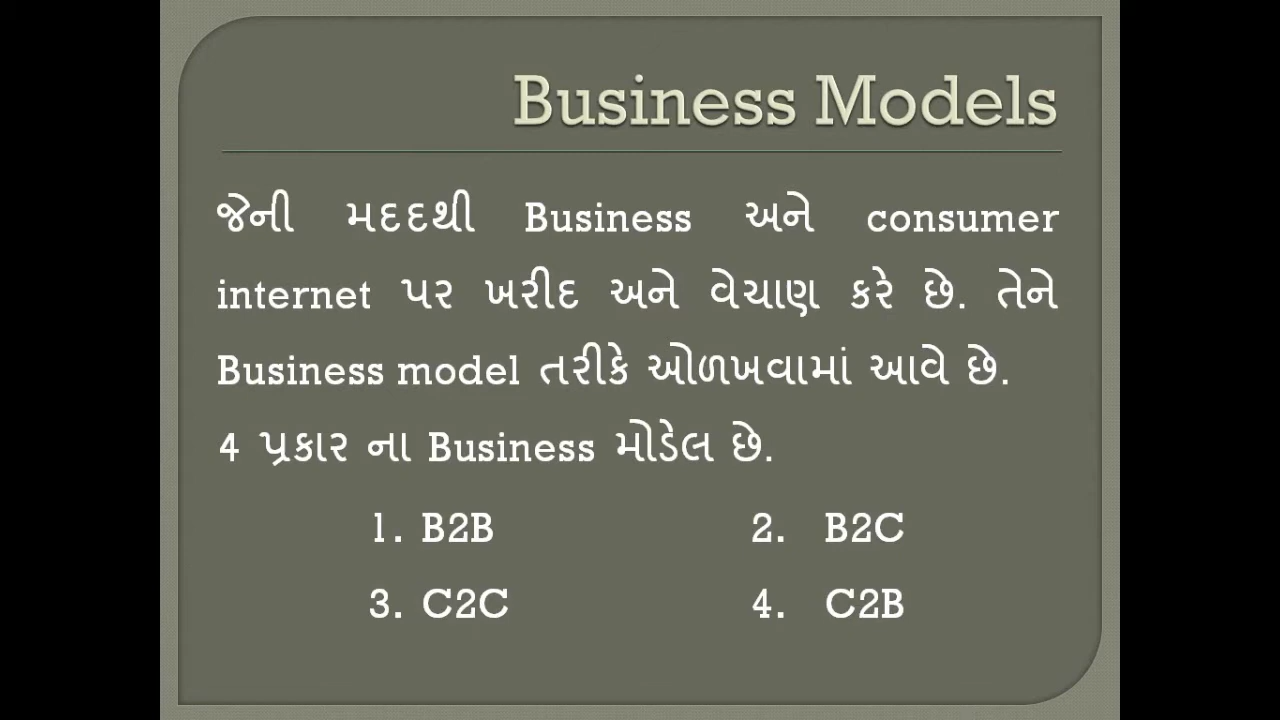 Business Models
જેની મદદથી Business અને consumer
internet પર ખરીદ અને વેચાણ કરે છે. તેને
Business model તરીકે ઓળખવામાં આવે છે.
4 પ્રકાર ના Business મોડેલ છે.
1. B2B 2. B2C
3. C2C 4. C2B